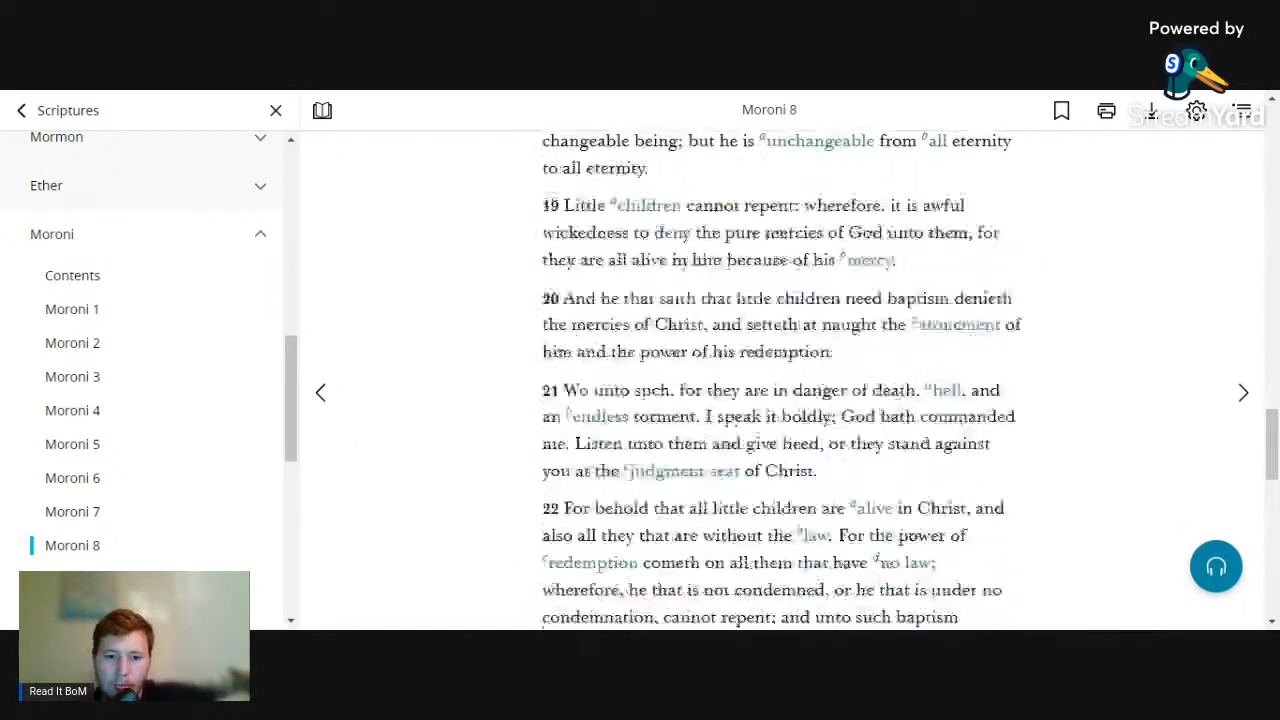 Powered by
StreamYard
Scriptures
Moroni 8
Mormon
Ether
Moroni
Contents
Moroni 1
Moroni 2
Moroni 3
Moroni 4
Moroni 5
Moroni 6
Moroni 7
Moroni 8
changeable being; but he is a unchangeable from b all eternity
to all eternity.
19 Little a children cannot repent; wherefore, it is awful
wickedness to deny the pure mercies of God unto them, for
they are all alive in him because of his b mercy.
20 And he that saith that little children need baptism denieth
the mercies of Christ, and setteth at naught the a atonement of
him and the power of his redemption.
21 Wo unto such, for they are in danger of death, a hell, and
an b endless torment. I speak it boldly; God hath commanded
me. Listen unto them and give heed, or they stand against
you at the c judgment-seat of Christ.
22 For behold that all little children are a alive in Christ, and
also all they that are without the b law. For the power of
c redemption cometh on all them that have d no law;
wherefore, he that is not condemned, or he that is under no
condemnation, cannot repent; and unto such baptism
Read It BoM